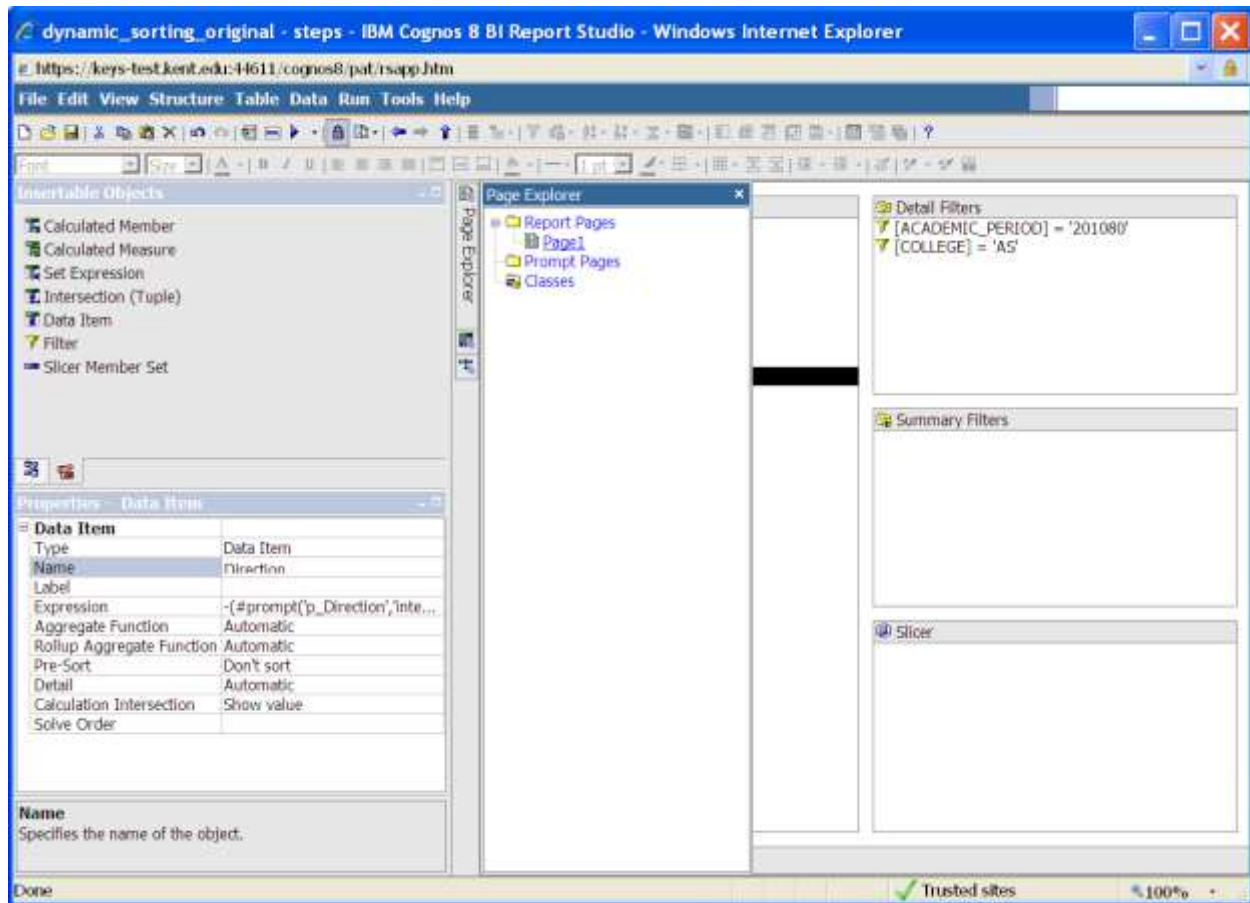 dynamic_sorting_original - steps - IBM Cognos 8 BI Report Studio - Windows Internet Explorer
https://keys-test.kent.edu:44611/cognos8/pat/rsapp.htm
File Edit View Structure Table Data Run Tools Help
Font Size 1 pt
Insertable Objects
Calculated Member
Calculated Measure
Set Expression
Intersection (Tuple)
Data Item
Filter
Slicer Member Set
Properties - Data Item
Data Item
Type Data Item
Name Direction
Label
Expression -(#prompt('p_Direction','inte...
Aggregate Function Automatic
Rollup Aggregate Function Automatic
Pre-Sort Don't sort
Detail Automatic
Calculation Intersection Show value
Solve Order
Name
Specifies the name of the object.
Page Explorer
Page Explorer
Report Pages
Page1
Prompt Pages
Classes
Detail Filters
[ACADEMIC_PERIOD] = '201080'
[COLLEGE] = 'AS'
Summary Filters
Slicer
Done Trusted sites 100%